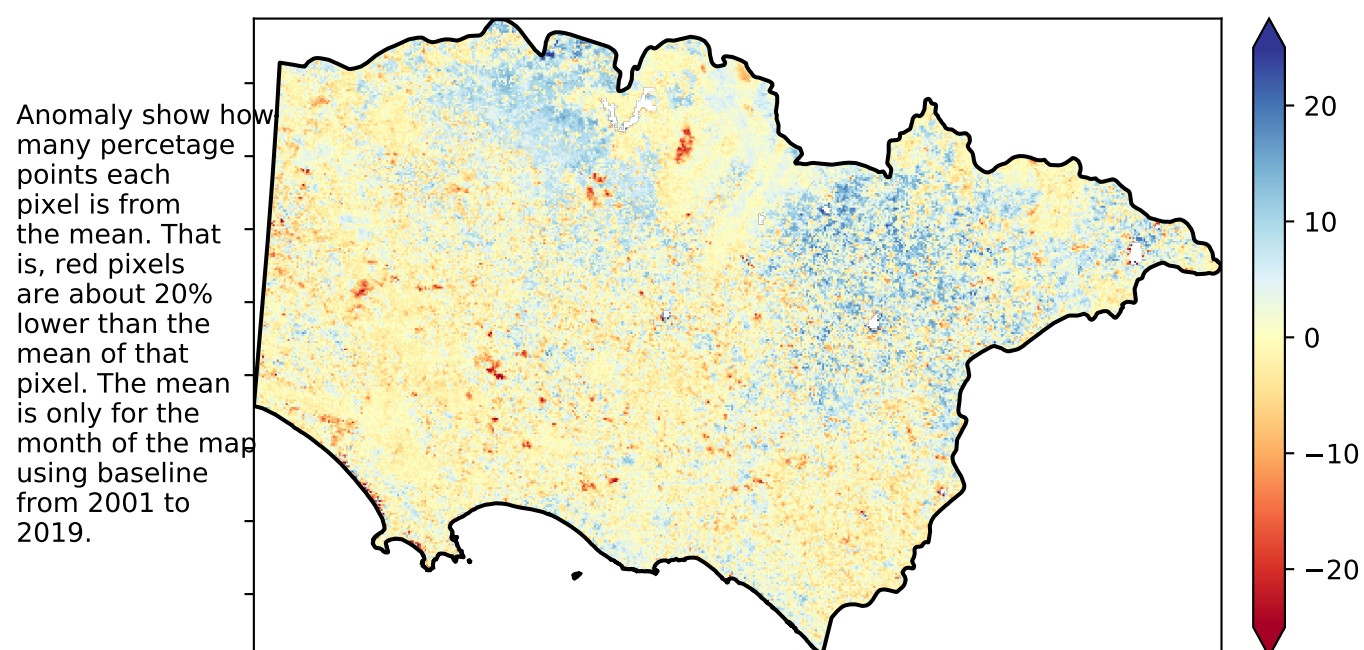 Anomaly show how
many percetage
points each
pixel is from
the mean. That
is, red pixels
are about 20%
lower than the
mean of that
pixel. The mean
is only for the
month of the map
using baseline
from 2001 to
2019.
20
10
0
−10
−20